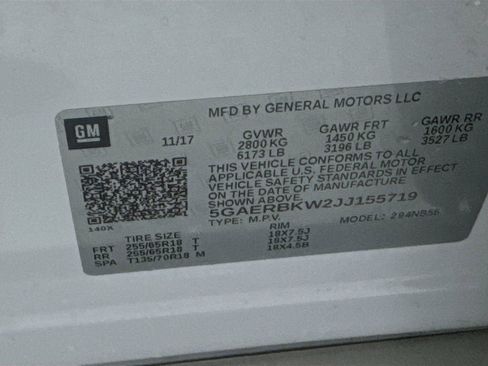 MFD BY GENERAL MOTORS LLC
GM
11/17
GVWR GAWR FRT GAWR RR
2800 KG 1450 KG 1600 KG
6173 LB 3196 LB 3527 LB
THIS VEHICLE CONFORMS TO ALL
APPLICABLE U.S. FEDERAL MOTOR
VEHICLE SAFETY STANDARDS IN EFFECT
ON THE DATE OF MANUFACTURE
SHOWN ABOVE.
5GAERBKW2JJ155719
TYPE: M.P.V. MODEL:
140X
TIRE SIZE RIM
FRT 255/65R18 T 18X7.5J
RR 255/65R18 T 18X7.5J
SPA T135/70R18 M 18X4.5B